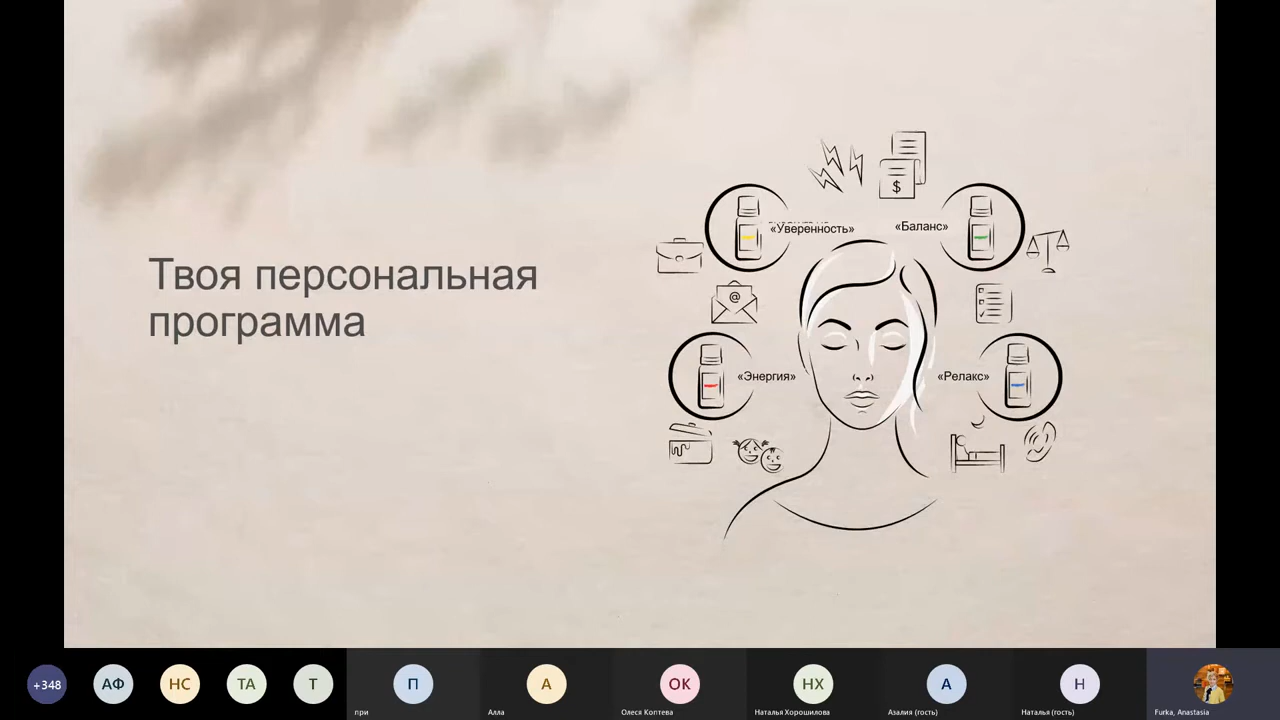 Твоя персональная
программа
$
«Уверенность»
«Баланс»
@
«Энергия»
«Релакс»
+348
АФ
НС
ТА
Т
П
А
ОК
НХ
А
Н
при
Алла
Олеся Коптева
Наталья Хорошилова
Азалия (гость)
Наталья (гость)
Furka, Anastasia